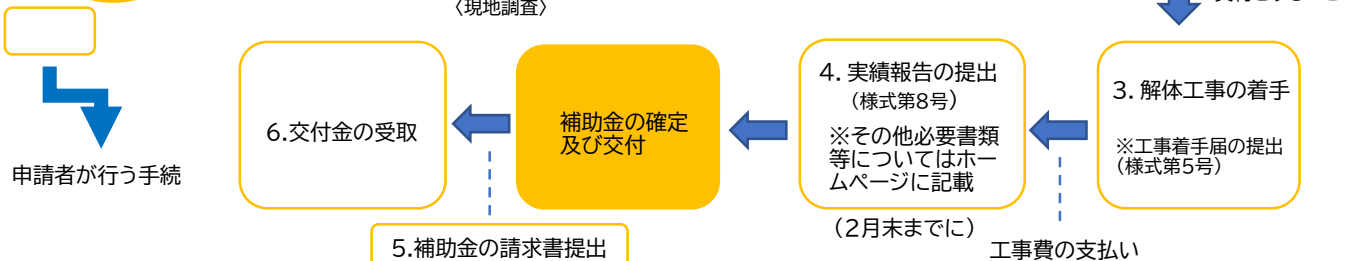 〈現地調査〉
申請者が行う手続
6.交付金の受取
補助金の確定
及び交付
4. 実績報告の提出
(様式第8号)
※その他必要書類
等についてはホー
ムページに記載
(2月末までに)
3. 解体工事の着手
※工事着手届の提出
(様式第5号)
5.補助金の請求書提出
工事費の支払い